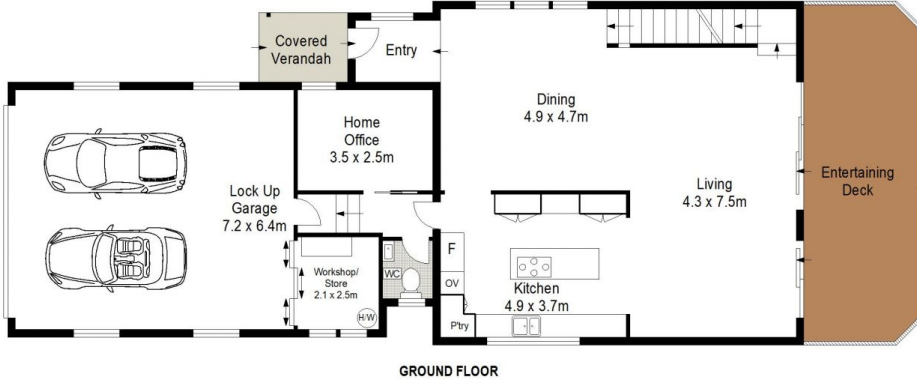 Covered
Verandah
Entry
Dining
4.9 x 4.7m
Home
Office
3.5 x 2.5m
Lock Up
Garage
7.2 x 6.4m
Living
4.3 x 7.5m
Entertaining
Deck
F
OV
P'try
WC
Workshop/
Store
2.1 x 2.5m
H/W
Kitchen
4.9 x 3.7m
GROUND FLOOR